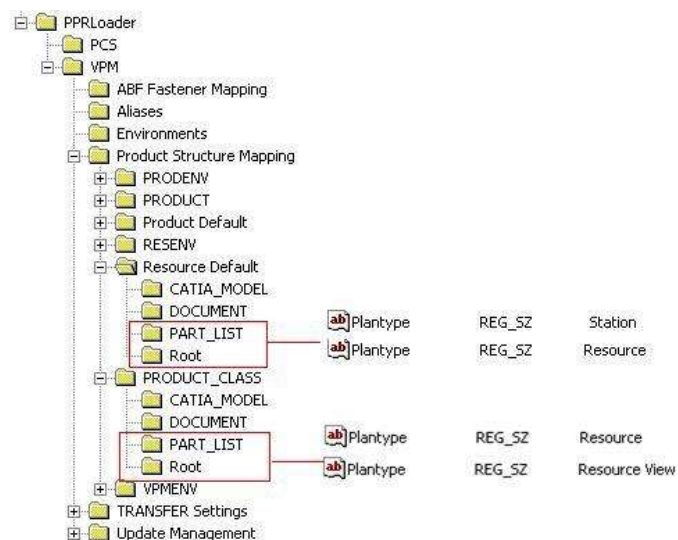 PPRLoader
PCS
VPM
ABF Fastener Mapping
Aliases
Environments
Product Structure Mapping
PRODENV
PRODUCT
Product Default
RESENV
Resource Default
CATIA_MODEL
DOCUMENT
PART_LIST ab Plantype REG_SZ Station
Root ab Plantype REG_SZ Resource
PRODUCT_CLASS
CATIA_MODEL
DOCUMENT
PART_LIST ab Plantype REG_SZ Resource
Root ab Plantype REG_SZ Resource View
VPMENV
TRANSFER Settings
Update Management